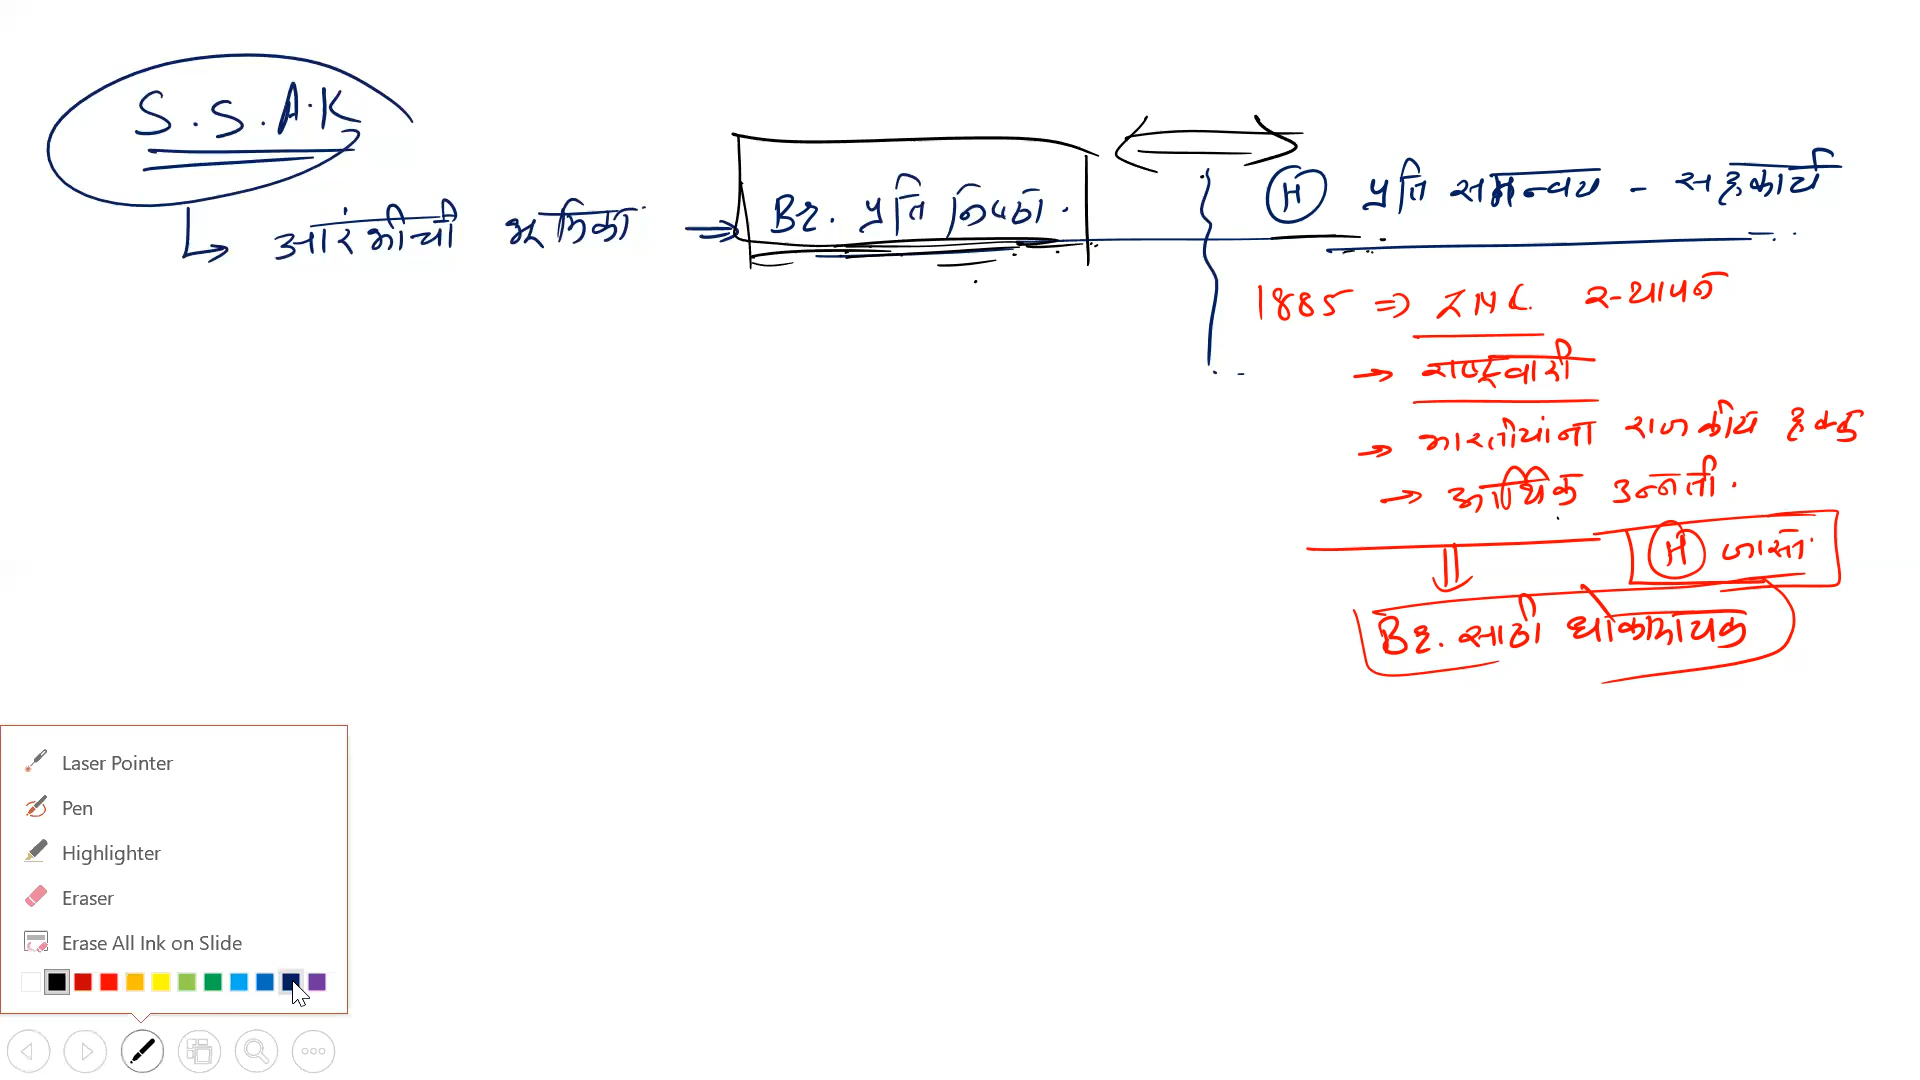 S.S.A.K
आरंभीची भूमिका ⇒ Br. प्रति निष्ठा.
H प्रति समन्वय - सहकार्य
1885 ⇒ INC. स्थापन
→ राष्ट्रवादी
→ भारतीयांना राजकीय हक्क
→ आर्थिक उन्नती.
H जास्त.
Br. साठी धोकादायक
Laser Pointer
Pen
Highlighter
Eraser
Erase All Ink on Slide